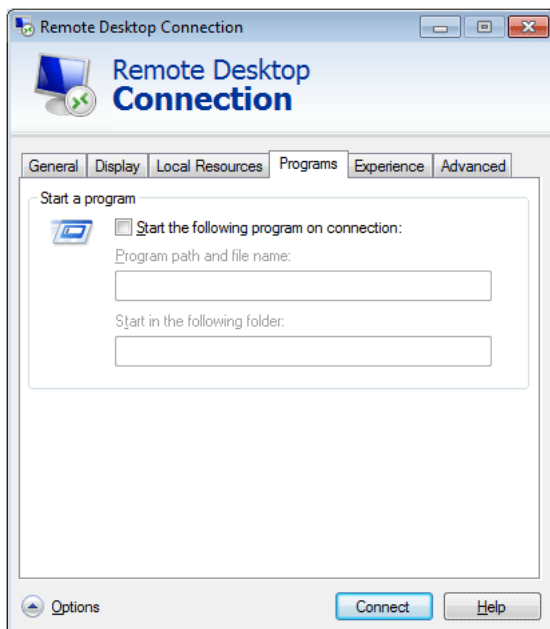 Remote Desktop Connection
Remote Desktop
Connection
General Display Local Resources Programs Experience Advanced
Start a program
Start the following program on connection:
Program path and file name:
Start in the following folder:
Options Connect Help